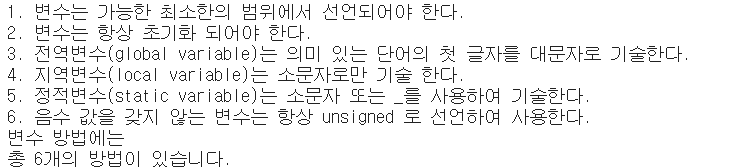 1. 변수는 가능한 최소한의 범위에서 선언되어야 한다.
2. 변수는 항상 초기화 되어야 한다.
3. 전역변수(global variable)는 의미 있는 단어의 첫 글자를 대문자로 기술한다.
4. 지역변수(local variable)는 소문자로만 기술 한다.
5. 정적변수(static variable)는 소문자 또는 _를 사용하여 기술한다.
6. 음수 값을 갖지 않는 변수는 항상 unsigned 로 선언하여 사용한다.
변수 방법에는
총 6개의 방법이 있습니다.